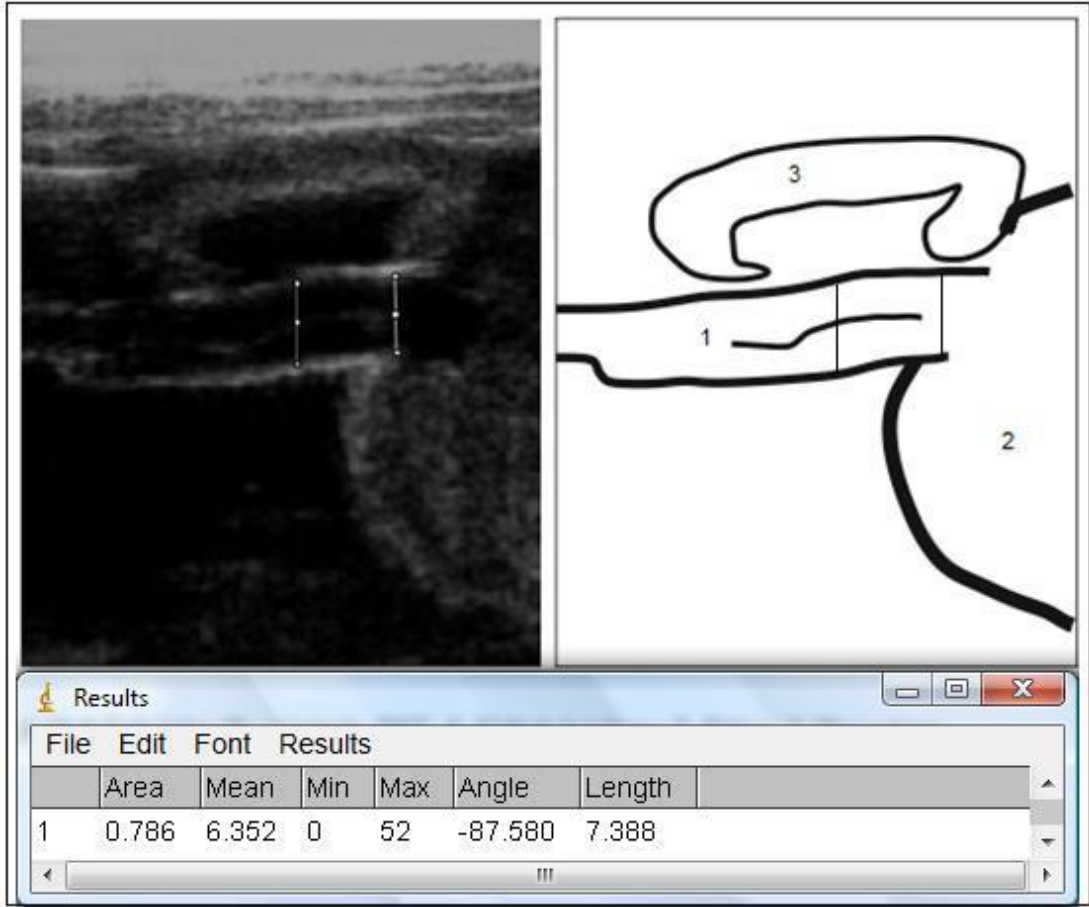 3
1
2
Results
File Edit Font Results
Area Mean Min Max Angle Length
1 0.786 6.352 0 52 -87.580 7.388